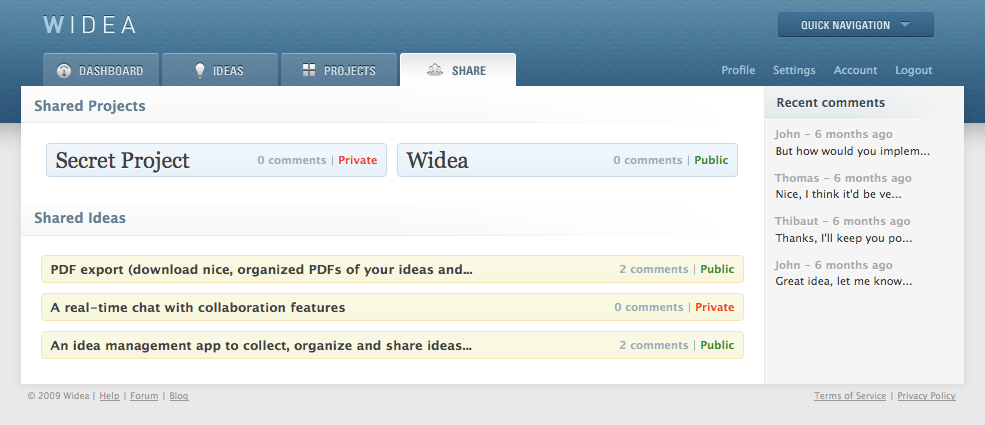 WIDEA
QUICK NAVIGATION
DASHBOARD
IDEAS
PROJECTS
SHARE
Profile
Settings
Account
Logout
Shared Projects
Secret Project
0 comments | Private
Widea
0 comments | Public
Shared Ideas
PDF export (download nice, organized PDFs of your ideas and...
2 comments | Public
A real-time chat with collaboration features
0 comments | Private
An idea management app to collect, organize and share ideas...
2 comments | Public
Recent comments
John - 6 months ago
But how would you implem...
Thomas - 6 months ago
Nice, I think it'd be ve...
Thibaut - 6 months ago
Thanks, I'll keep you po...
John - 6 months ago
Great idea, let me know...
© 2009 Widea | Help | Forum | Blog
Terms of Service | Privacy Policy